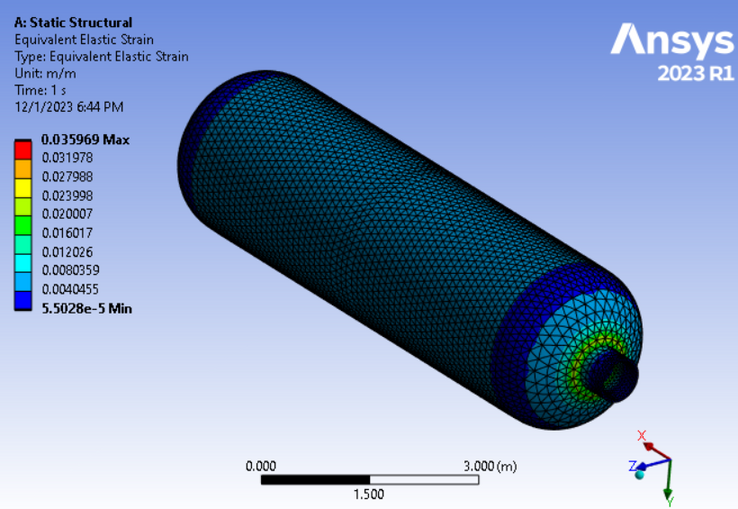 A: Static Structural
Equivalent Elastic Strain
Type: Equivalent Elastic Strain
Unit: m/m
Time: 1 s
12/1/2023 6:44 PM
0.035969 Max
0.031978
0.027988
0.023998
0.020007
0.016017
0.012026
0.0080359
0.0040455
5.5028e-5 Min
Ansys
2023 R1
0.000
3.000 (m)
1.500
X
Z
Y